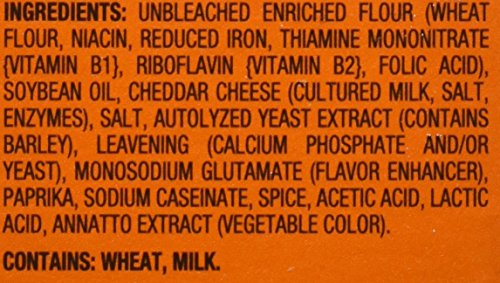 INGREDIENTS: UNBLEACHED ENRICHED FLOUR (WHEAT
FLOUR, NIACIN, REDUCED IRON, THIAMINE MONONITRATE
{VITAMIN B1}, RIBOFLAVIN {VITAMIN B2}, FOLIC ACID),
SOYBEAN OIL, CHEDDAR CHEESE (CULTURED MILK, SALT,
ENZYMES), SALT, AUTOLYZED YEAST EXTRACT (CONTAINS
BARLEY), LEAVENING (CALCIUM PHOSPHATE AND/OR
YEAST), MONOSODIUM GLUTAMATE (FLAVOR ENHANCER),
PAPRIKA, SODIUM CASEINATE, SPICE, ACETIC ACID, LACTIC
ACID, ANNATTO EXTRACT (VEGETABLE COLOR).
CONTAINS: WHEAT, MILK.